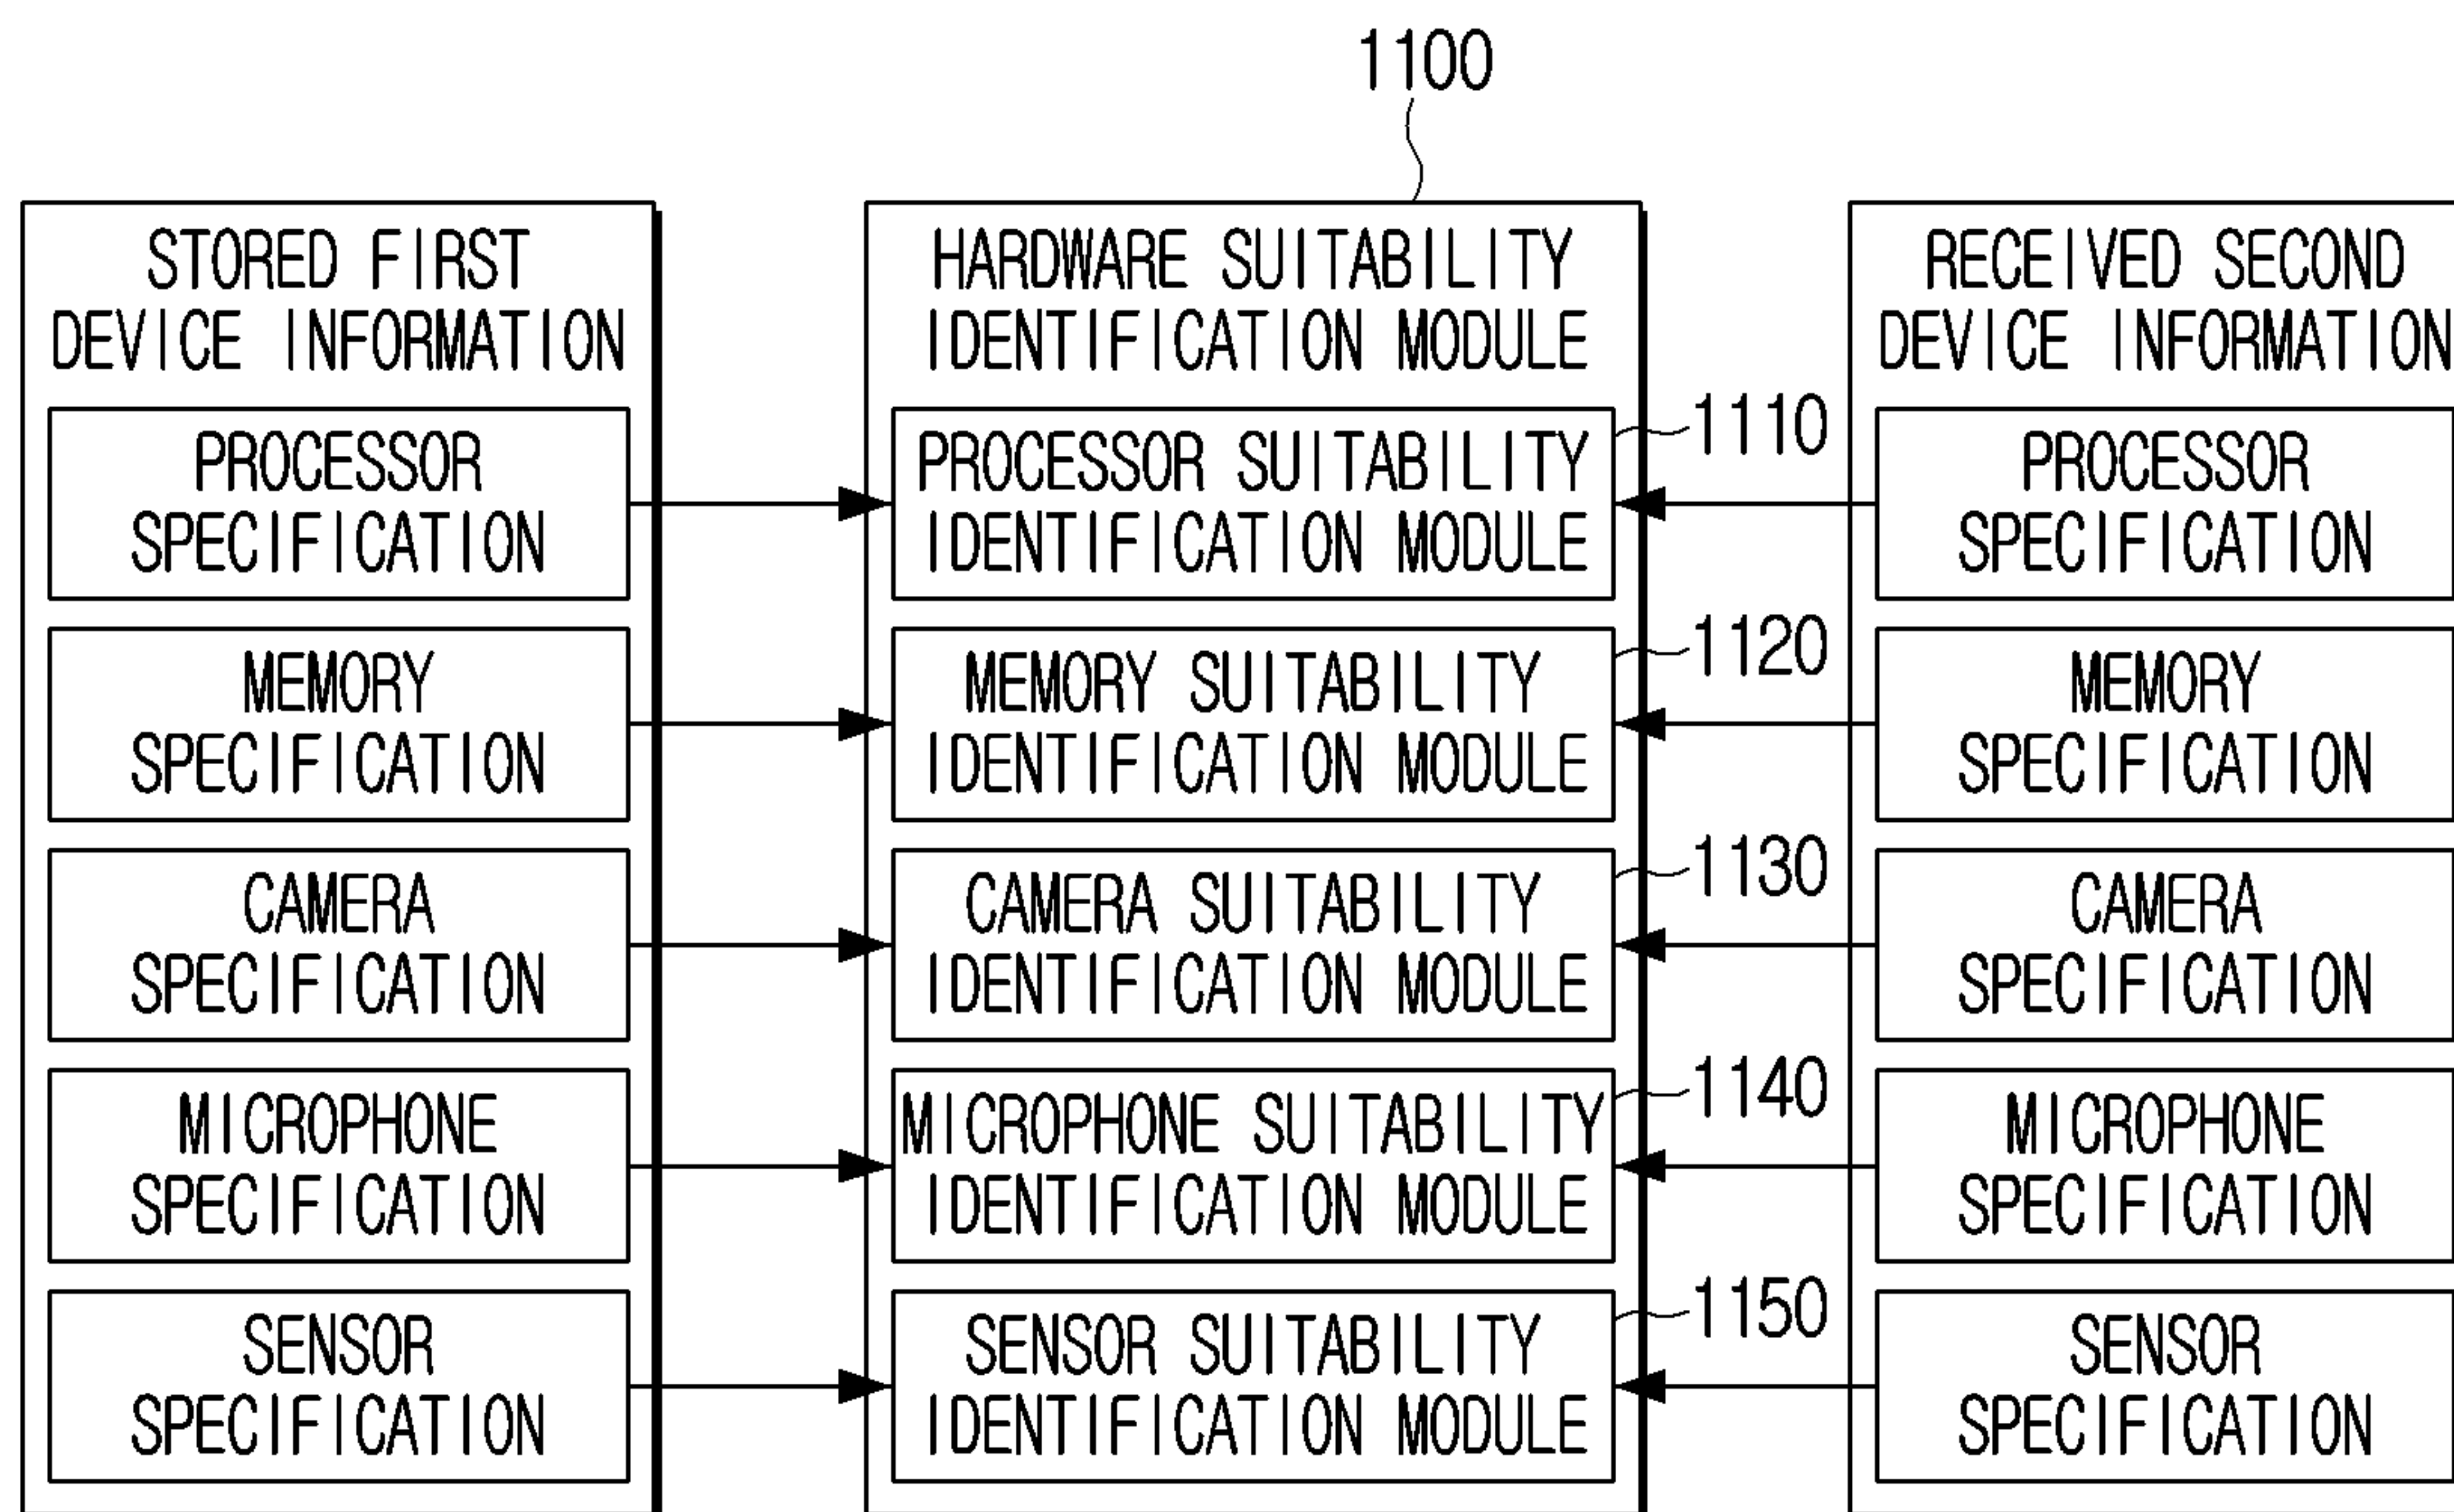 1100
STORED FIRST
DEVICE INFORMATION
PROCESSOR
SPECIFICATION
MEMORY
SPECIFICATION
CAMERA
SPECIFICATION
MICROPHONE
SPECIFICATION
SENSOR
SPECIFICATION
HARDWARE SUITABILITY
IDENTIFICATION MODULE
PROCESSOR SUITABILITY
IDENTIFICATION MODULE
1110
MEMORY SUITABILITY
IDENTIFICATION MODULE
1120
CAMERA SUITABILITY
IDENTIFICATION MODULE
1130
MICROPHONE SUITABILITY
IDENTIFICATION MODULE
1140
SENSOR SUITABILITY
IDENTIFICATION MODULE
1150
RECEIVED SECOND
DEVICE INFORMATION
PROCESSOR
SPECIFICATION
MEMORY
SPECIFICATION
CAMERA
SPECIFICATION
MICROPHONE
SPECIFICATION
SENSOR
SPECIFICATION